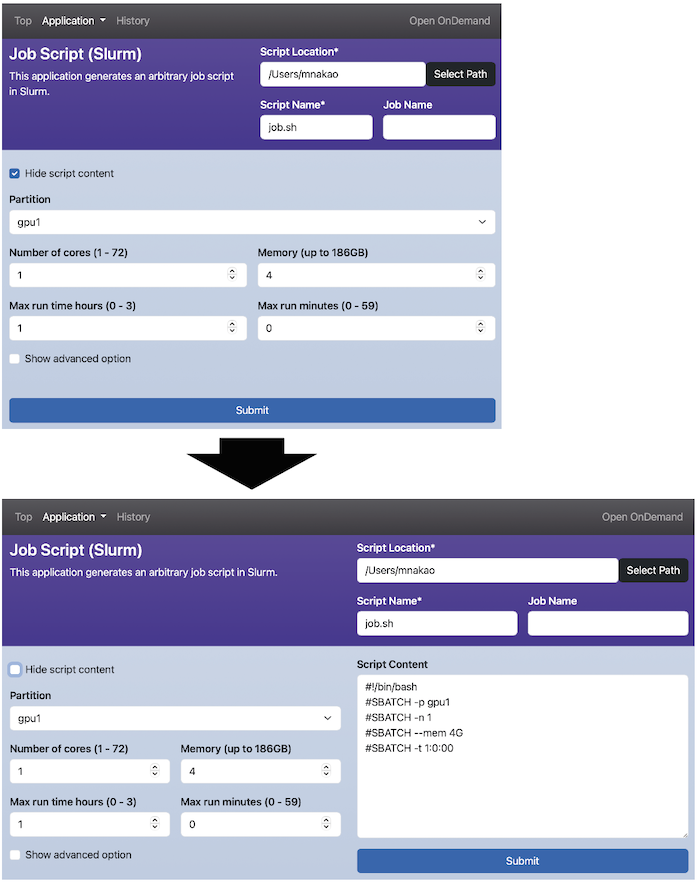 Top Application History Open OnDemand
Job Script (Slurm)
This application generates an arbitrary job script
in Slurm.
Script Location*
/Users/mnakao Select Path
Script Name* Job Name
job.sh
Hide script content
Partition
gpu1
Number of cores (1 - 72) Memory (up to 186GB)
1 4
Max run time hours (0 - 3) Max run minutes (0 - 59)
1 0
Show advanced option
Submit
Top Application History Open OnDemand
Job Script (Slurm)
This application generates an arbitrary job script in Slurm.
Script Location*
/Users/mnakao Select Path
Script Name* Job Name
job.sh
Hide script content
Partition
gpu1
Number of cores (1 - 72) Memory (up to 186GB)
1 4
Max run time hours (0 - 3) Max run minutes (0 - 59)
1 0
Show advanced option
Script Content
#!/bin/bash
#SBATCH -p gpu1
#SBATCH -n 1
#SBATCH --mem 4G
#SBATCH -t 1:0:00
Submit